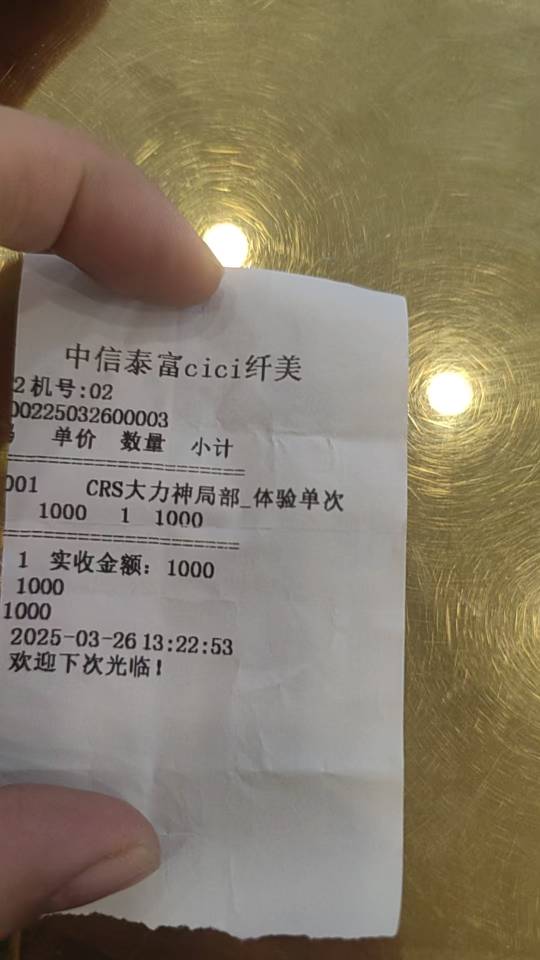 中信泰富cici纤美
2机号:02
00225032600003
单价 数量 小计
001 CRS大力神局部_体验单次
1000 1 1000
1 实收金额：1000
1000
1000
2025-03-26 13:22:53
欢迎下次光临!